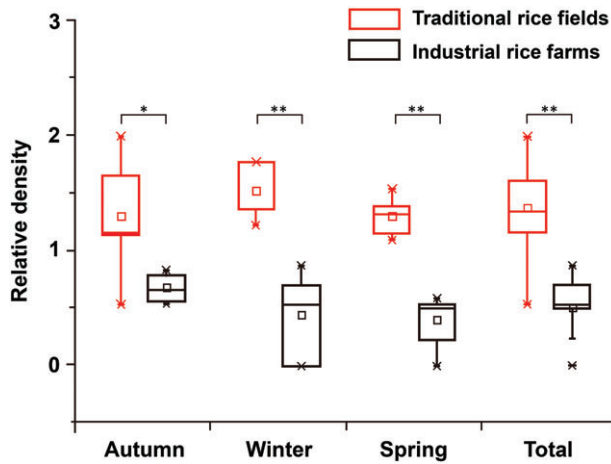 3
Traditional rice fields
Industrial rice farms
* ** ** **
2
Relative density
1
0
Autumn Winter Spring Total